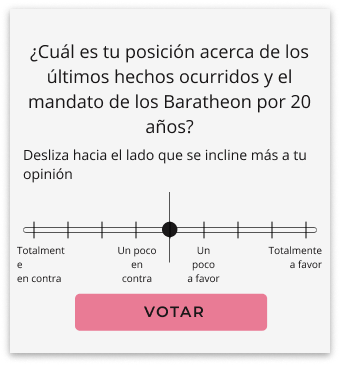 ¿Cuál es tu posición acerca de los
últimos hechos ocurridos y el
mandato de los Baratheon por 20
años?
Desliza hacia el lado que se incline más a tu
opinión
Totalment
e
en contra
Un poco
en
contra
Un
poco
a favor
Totalmente
a favor
VOTAR